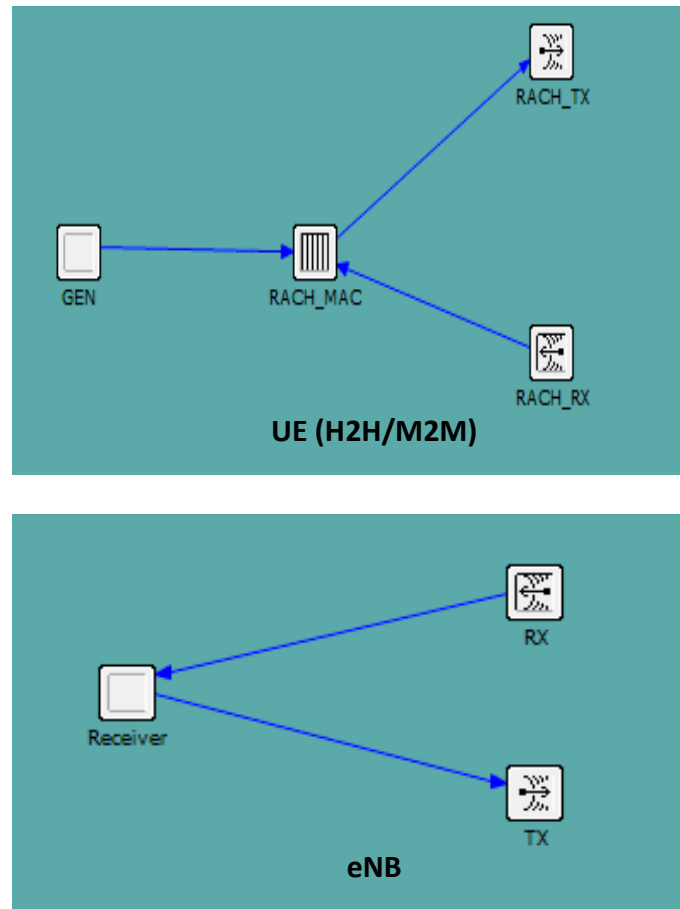 RACH_TX
GEN
RACH_MAC
RACH_RX
UE (H2H/M2M)
RX
Receiver
TX
eNB